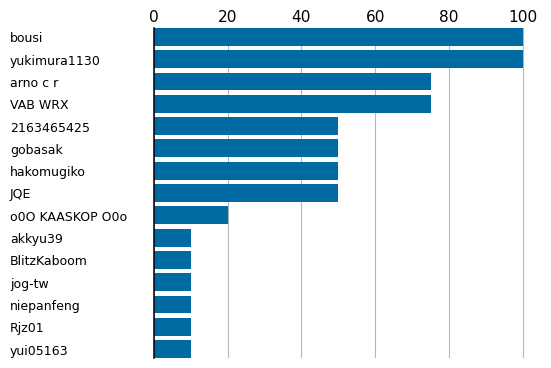 0 20 40 60 80 100
bousi
yukimura1130
arno c r
VAB WRX
2163465425
gobasak
hakomugiko
JQE
o0O KAASKOP O0o
akkyu39
BlitzKaboom
jog-tw
niepanfeng
Rjz01
yui05163